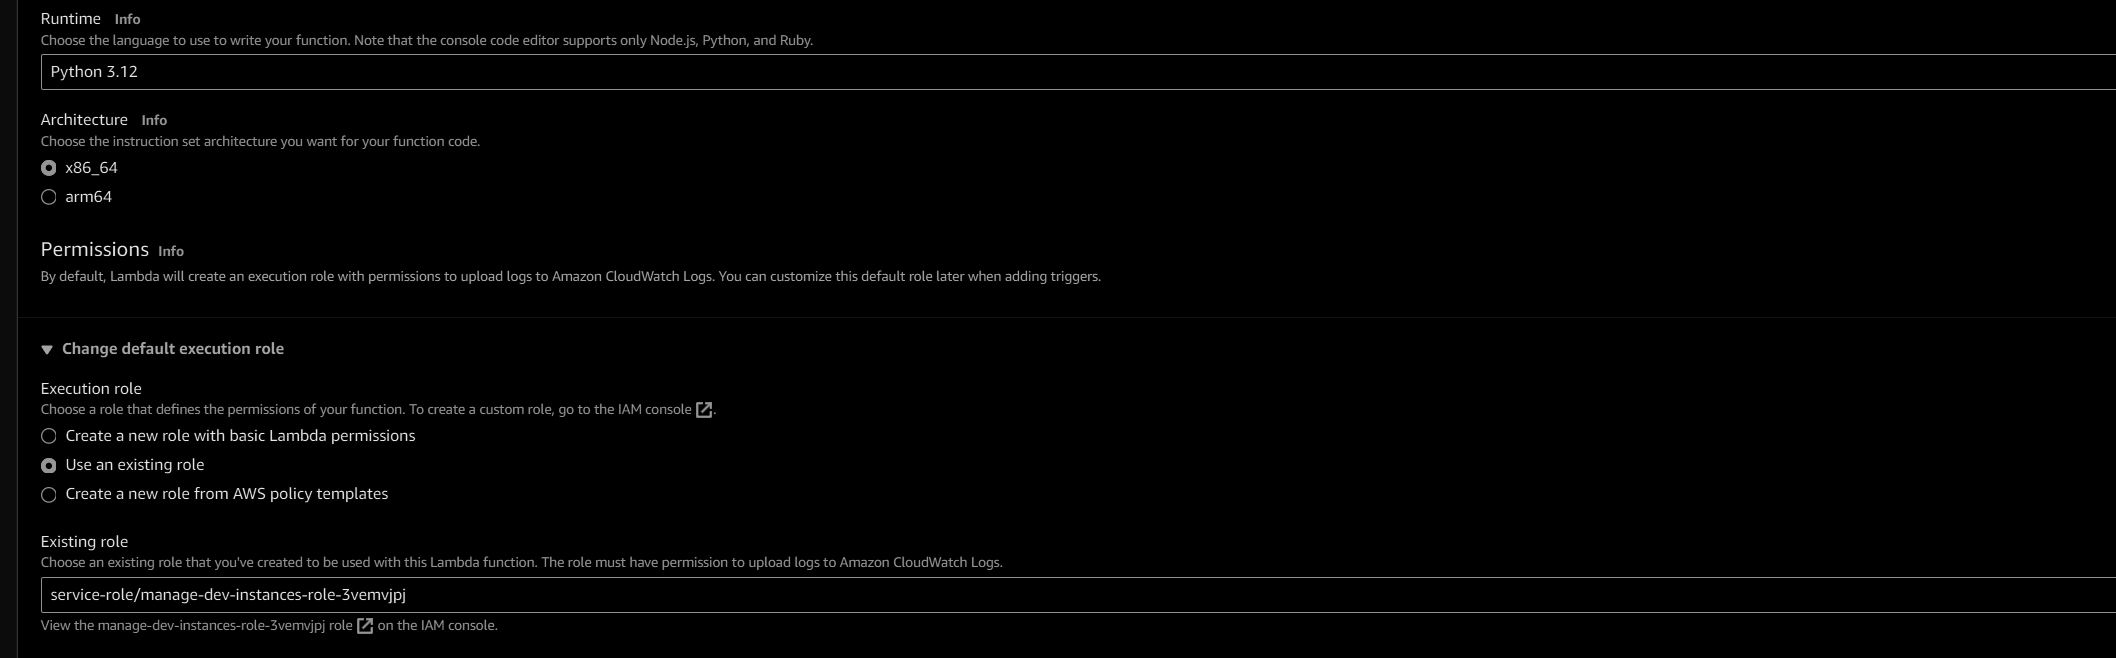 Runtime Info
Choose the language to use to write your function. Note that the console code editor supports only Node.js, Python, and Ruby.
Python 3.12
Architecture Info
Choose the instruction set architecture you want for your function code.
x86_64
arm64
Permissions Info
By default, Lambda will create an execution role with permissions to upload logs to Amazon CloudWatch Logs. You can customize this default role later when adding triggers.
Change default execution role
Execution role
Choose a role that defines the permissions of your function. To create a custom role, go to the IAM console.
Create a new role with basic Lambda permissions
Use an existing role
Create a new role from AWS policy templates
Existing role
Choose an existing role that you've created to be used with this Lambda function. The role must have permission to upload logs to Amazon CloudWatch Logs.
service-role/manage-dev-instances-role-3vemvjpj
View the manage-dev-instances-role-3vemvjpj role on the IAM console.